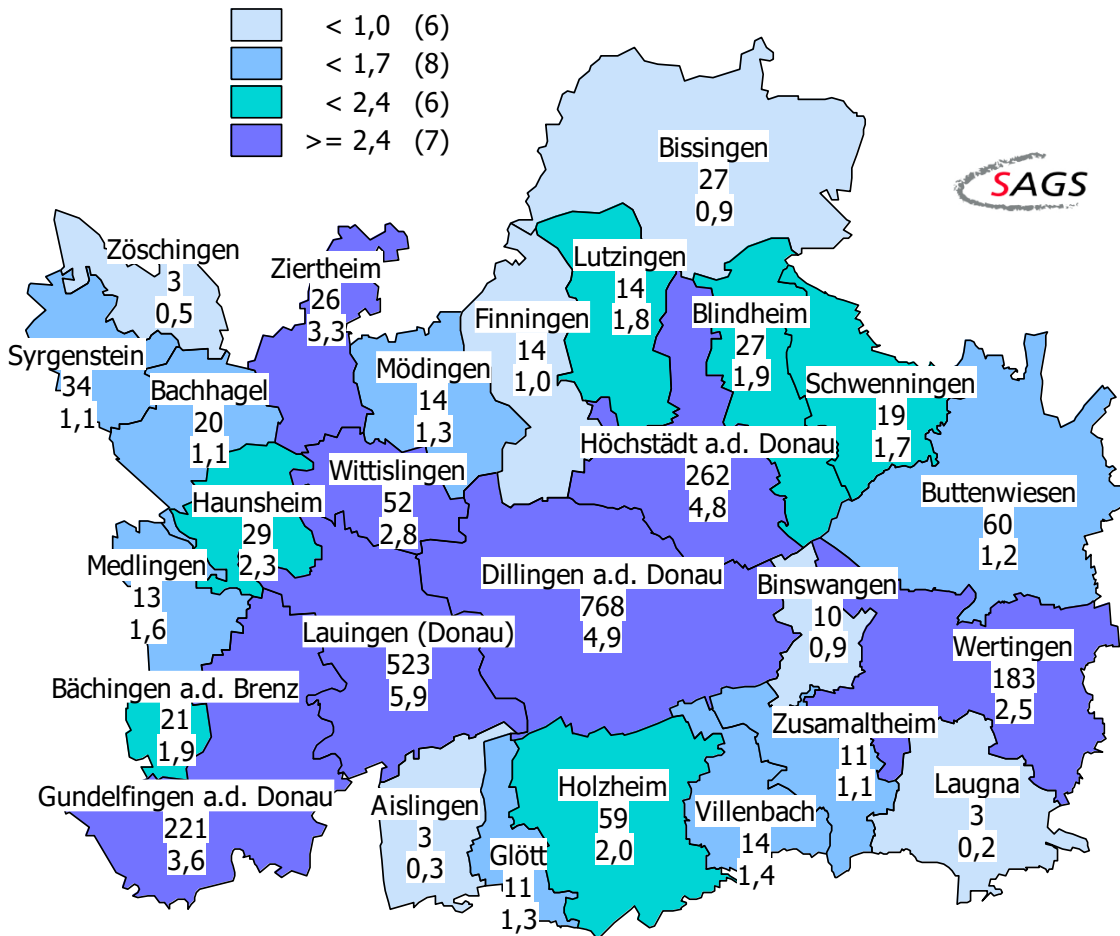 < 1,0 (6)
< 1,7 (8)
< 2,4 (6)
>= 2,4 (7)
SAGS
Bissingen
27
0,9
Zöschingen
3
0,5
Ziertheim
26
3,3
Lutzingen
14
1,8
Finningen
14
1,0
Blindheim
27
1,9
Syrgenstein
34
1,1
Bachhagel
20
1,1
Mödingen
14
1,3
Schwenningen
19
1,7
Höchstädt a.d. Donau
262
4,8
Wittislingen
52
2,8
Haunsheim
29
2,3
Buttenwiesen
60
1,2
Medlingen
13
1,6
Dillingen a.d. Donau
768
4,9
Binswangen
10
0,9
Lauingen (Donau)
523
5,9
Wertingen
183
2,5
Bächingen a.d. Brenz
21
1,9
Zusamaltheim
11
1,1
Gundelfingen a.d. Donau
221
3,6
Aislingen
3
0,3
Holzheim
59
2,0
Villenbach
14
1,4
Laugna
3
0,2
Glött
11
1,3